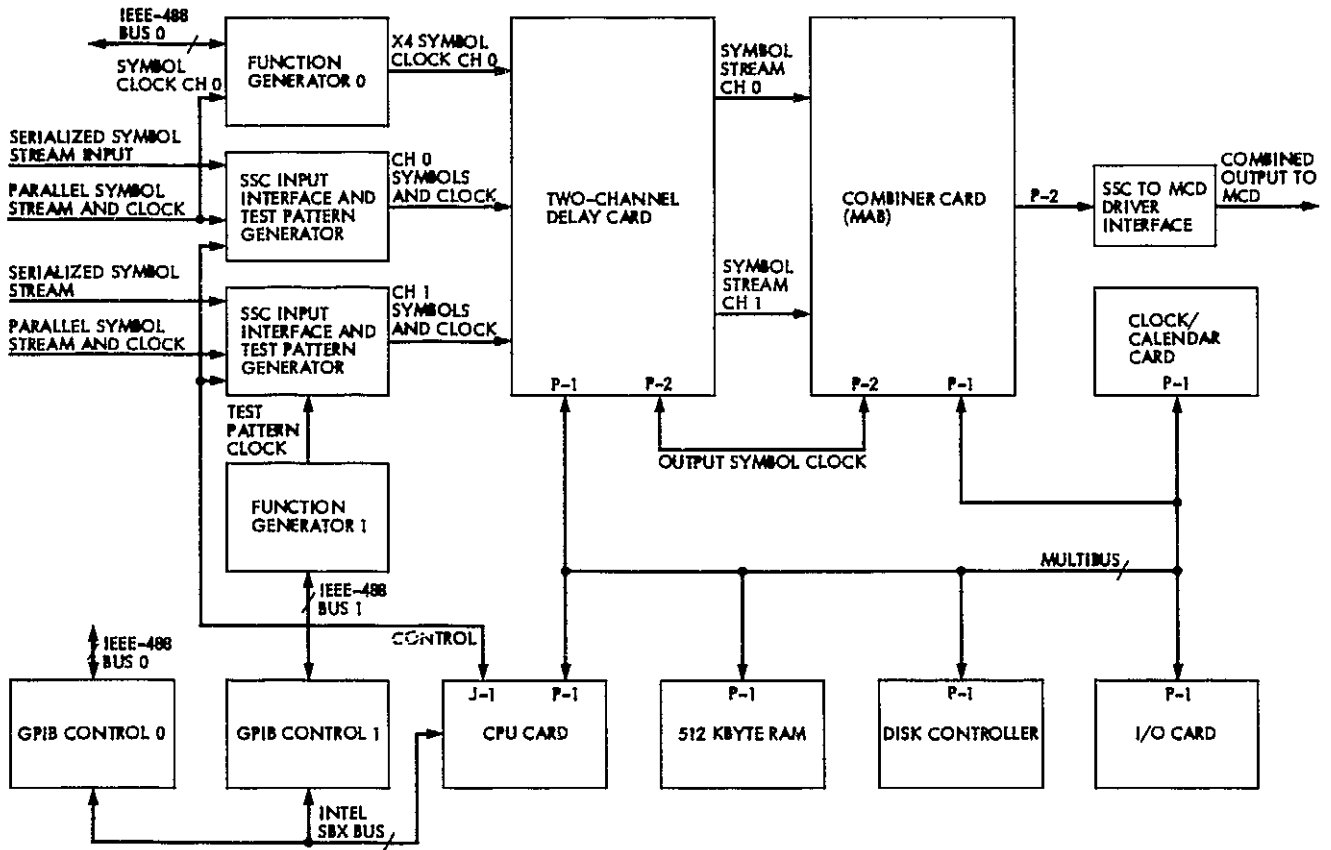 IEEE-488
BUS 0
SYMBOL
CLOCK CH 0
FUNCTION
GENERATOR 0
X4 SYMBOL
CLOCK CH 0
SERIALIZED SYMBOL
STREAM INPUT
PARALLEL SYMBOL
STREAM AND CLOCK
SSC INPUT
INTERFACE AND
TEST PATTERN
GENERATOR
CH 0
SYMBOLS
AND CLOCK
SERIALIZED SYMBOL
STREAM
PARALLEL SYMBOL
STREAM AND CLOCK
SSC INPUT
INTERFACE AND
TEST PATTERN
GENERATOR
CH 1
SYMBOLS
AND CLOCK
TWO-CHANNEL
DELAY CARD
P-1
P-2
SYMBOL
STREAM
CH 0
SYMBOL
STREAM
CH 1
COMBINER CARD
(MAB)
P-2
P-1
P-2
SSC TO MCD
DRIVER
INTERFACE
COMBINED
OUTPUT TO
MCD
CLOCK/
CALENDAR
CARD
P-1
OUTPUT SYMBOL CLOCK
TEST
PATTERN
CLOCK
FUNCTION
GENERATOR 1
IEEE-488
BUS 1
MULTIBUS
CONTROL
IEEE-488
BUS 0
GPIB CONTROL 0
GPIB CONTROL 1
J-1
P-1
CPU CARD
P-1
512 KBYTE RAM
P-1
DISK CONTROLLER
P-1
I/O CARD
INTEL
SBX BUS